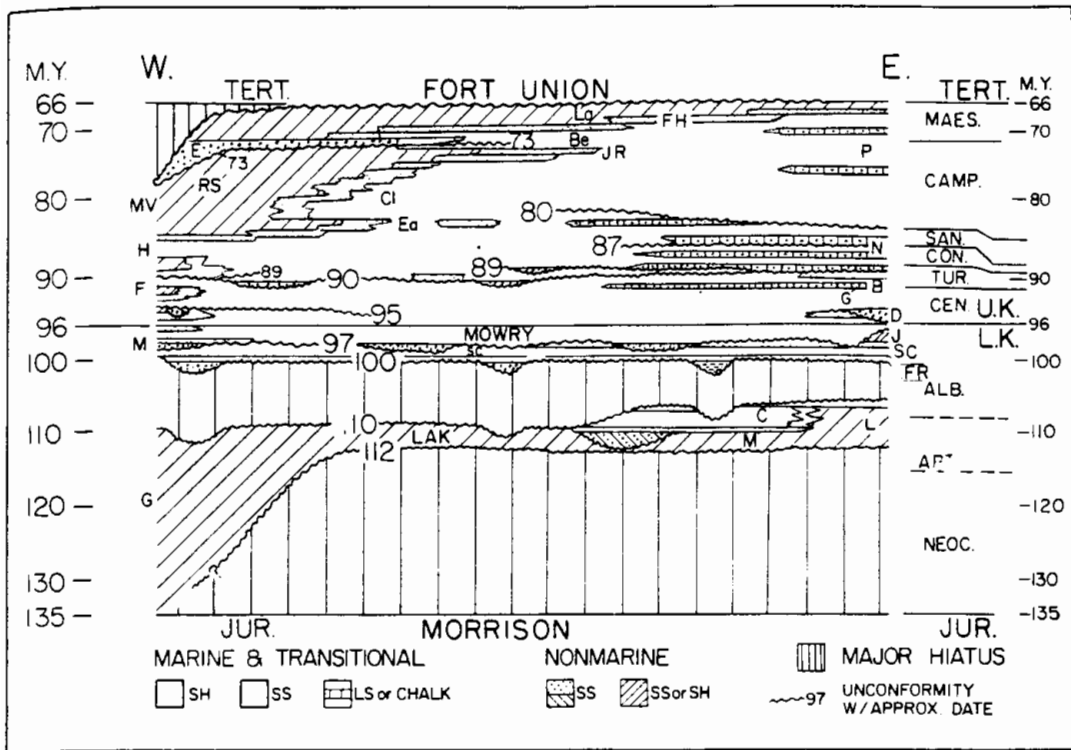 W. E.
M.Y. TERT. FORT UNION TERT. M.Y.
66 66
La
FH MAES.
70 70
E 73 Be
73 JR P
RS CAMP.
MV Cl
80 80
80
Ea
H 87 N SAN.
CON.
89 90 89 TUR.
90 90
F B
G CEN. U.K.
95 D
96 96
MOWRY J L.K.
M 97 SC
SC
100 100 100
FR
ALB.
C
110 110 L 110
LAK M
112
120 120
G
NEOC.
130 130
135 135
JUR. MORRISON JUR.
MARINE & TRANSITIONAL NONMARINE MAJOR HIATUS
SH SS LS or CHALK SS SS or SH
97 UNCONFORMITY
W/APPROX. DATE